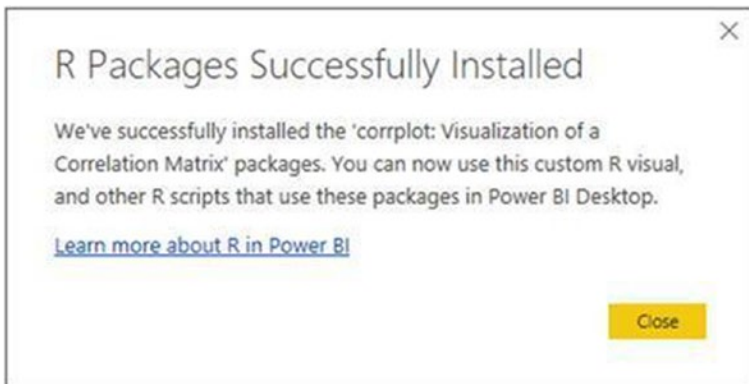 R Packages Successfully Installed
We've successfully installed the 'corrplot: Visualization of a
Correlation Matrix' packages. You can now use this custom R visual,
and other R scripts that use these packages in Power BI Desktop.
Learn more about R in Power BI
Close